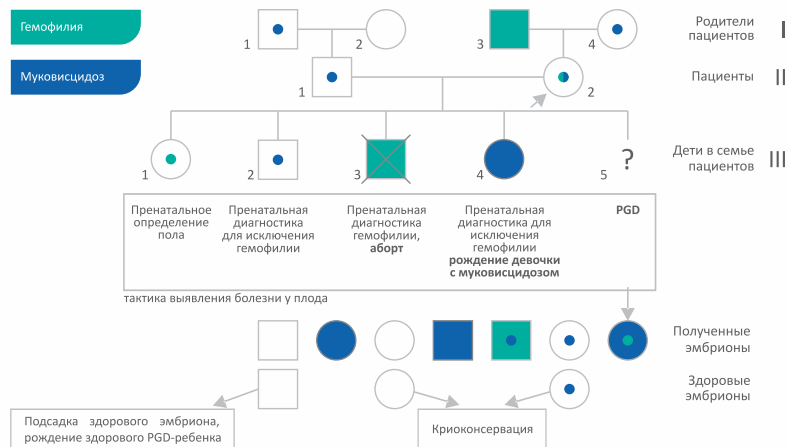 Гемофилия
Муковисцидоз
1
2
3
4
Родители
пациентов
I
1
2
Пациенты
II
1
2
3
4
5
?
Дети в семье
пациентов
III
Пренатальное
определение
пола
Пренатальная
диагностика
для исключения
гемофилии
Пренатальная
диагностика
гемофилии,
аборт
Пренатальная
диагностика для
исключения
гемофилии
рождение девочки
с муковисцидозом
PGD
тактика выявления болезни у плода
Полученные
эмбрионы
Здоровые
эмбрионы
Подсадка здорового эмбриона,
рождение здорового PGD-ребенка
Криоконсервация